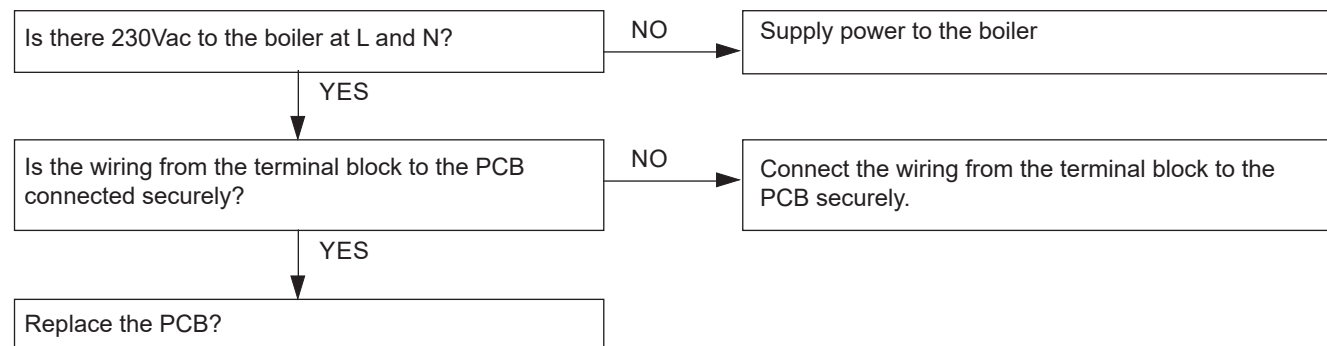 Is there 230Vac to the boiler at L and N?
NO
Supply power to the boiler
YES
Is the wiring from the terminal block to the PCB
connected securely?
NO
Connect the wiring from the terminal block to the
PCB securely.
YES
Replace the PCB?